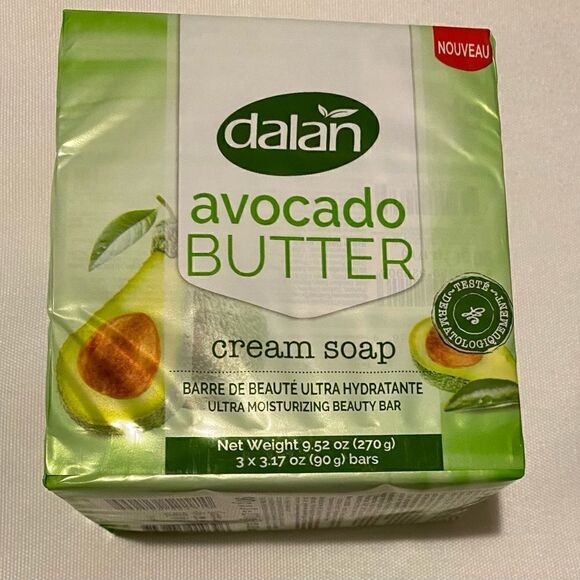 NOUVEAU
dalan
avocado
BUTTER
TESTÉ
DERMATOLOGIQUEMENT
cream soap
BARRE DE BEAUTÉ ULTRA HYDRATANTE
ULTRA MOISTURIZING BEAUTY BAR
Net Weight 9.52 oz (270 g)
3 x 3.17 oz (90 g) bars